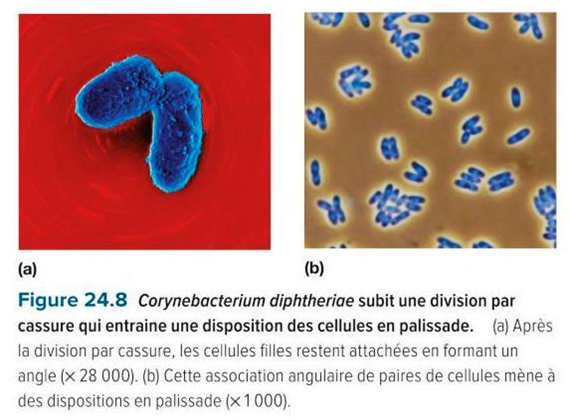 (a)
(b)
Figure 24.8 Corynebacterium diphtheriae subit une division par
cassure qui entraine une disposition des cellules en palissade. (a) Après
la division par cassure, les cellules filles restent attachées en formant un
angle (× 28 000). (b) Cette association angulaire de paires de cellules mène à
des dispositions en palissade (× 1 000).